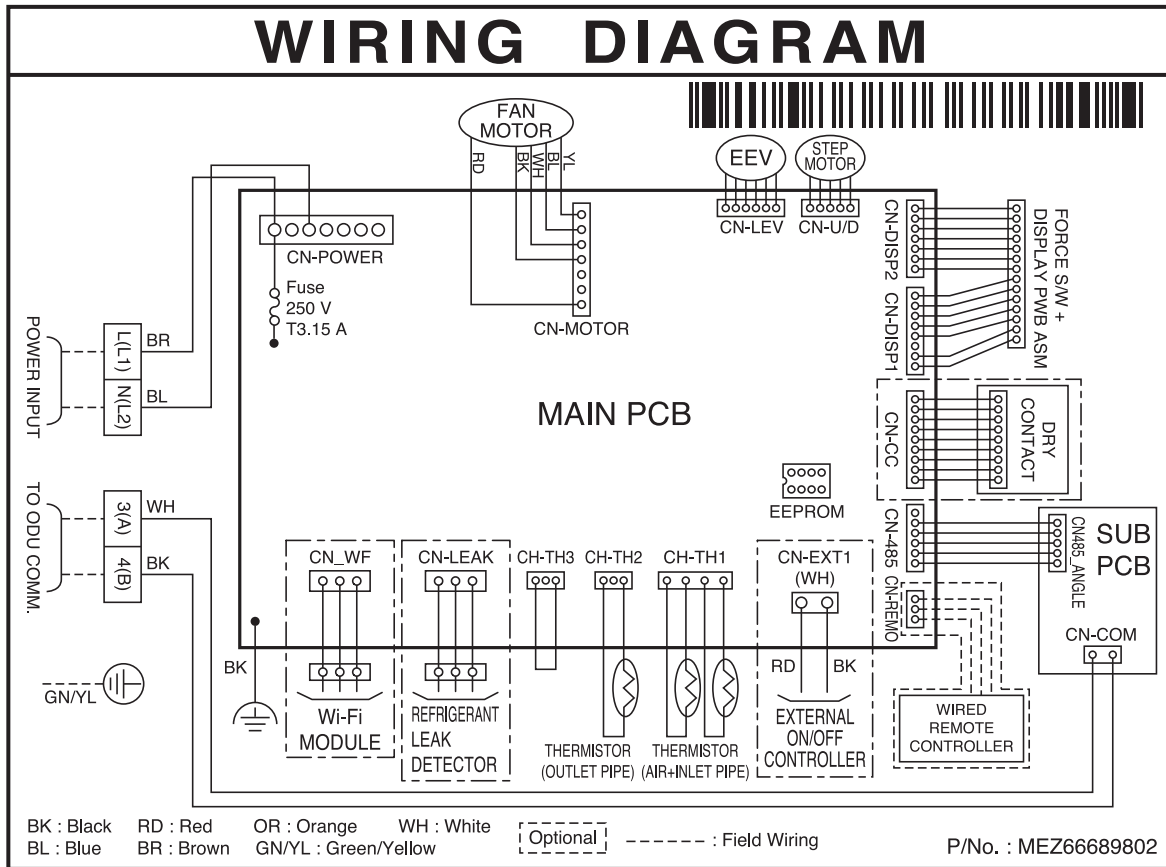 WIRING DIAGRAM
FAN
MOTOR
RD
BK
WH
BL
YL
EEV
STEP
MOTOR
CN-LEV
CN-U/D
CN-POWER
Fuse
250 V
T3.15 A
CN-MOTOR
CN-DISP2
CN-DISP1
FORCE S/W +
DISPLAY PWB ASM
POWER INPUT
L(L1)
BR
N(L2)
BL
MAIN PCB
CN-CC
DRY
CONTACT
EEPROM
TO ODU COMM.
3(A)
WH
4(B)
BK
CN-485
CN485_ANGLE
SUB
PCB
CN-REMO
CN-COM
CN_WF
CN-LEAK
CH-TH3
CH-TH2
CH-TH1
CN-EXT1
(WH)
BK
RD
BK
GN/YL
Wi-Fi
MODULE
REFRIGERANT
LEAK
DETECTOR
THERMISTOR
(OUTLET PIPE)
THERMISTOR
(AIR+INLET PIPE)
EXTERNAL
ON/OFF
CONTROLLER
WIRED
REMOTE
CONTROLLER
BK : Black RD : Red OR : Orange WH : White
BL : Blue BR : Brown GN/YL : Green/Yellow
Optional
: Field Wiring
P/No. : MEZ66689802